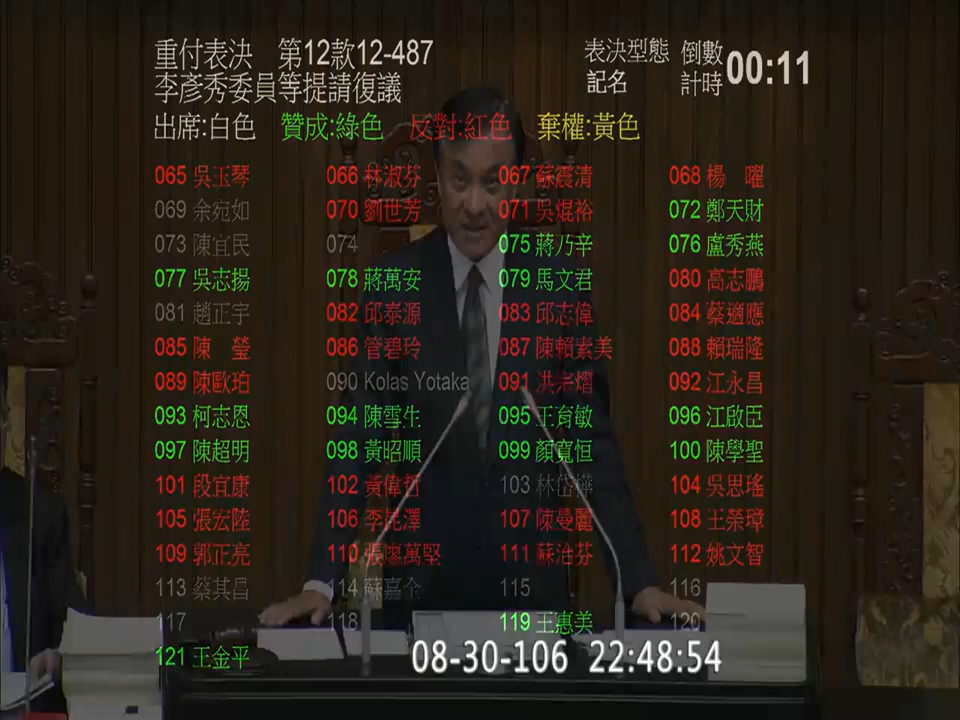 重付表決 第12款12-487 表決型態 倒數 00:11
李彥秀委員等提請復議 記名 計時
出席:白色 贊成:綠色 反對:紅色 棄權:黃色
065 吳玉琴 066 林淑芬 067 蘇震清 068 楊 曜
069 余宛如 070 劉世芳 071 吳焜裕 072 鄭天財
073 陳宜民 074 075 蔣乃辛 076 盧秀燕
077 吳志揚 078 蔣萬安 079 馬文君 080 高志鵬
081 趙正宇 082 邱泰源 083 邱志偉 084 蔡適應
085 陳 瑩 086 管碧玲 087 陳賴素美 088 賴瑞隆
089 陳歐珀 090 Kolas Yotaka 091 洪宗熠 092 江永昌
093 柯志恩 094 陳雪生 095 王育敏 096 江啟臣
097 陳超明 098 黃昭順 099 顏寬恒 100 陳學聖
101 段宜康 102 黃偉哲 103 林岱樺 104 吳思瑤
105 張宏陸 106 李昆澤 107 陳曼麗 108 王榮璋
109 郭正亮 110 張廖萬堅 111 蘇治芬 112 姚文智
113 蔡其昌 114 蘇嘉全 115 116
117 118 119 王惠美 120
121 王金平
08-30-106 22:48:54